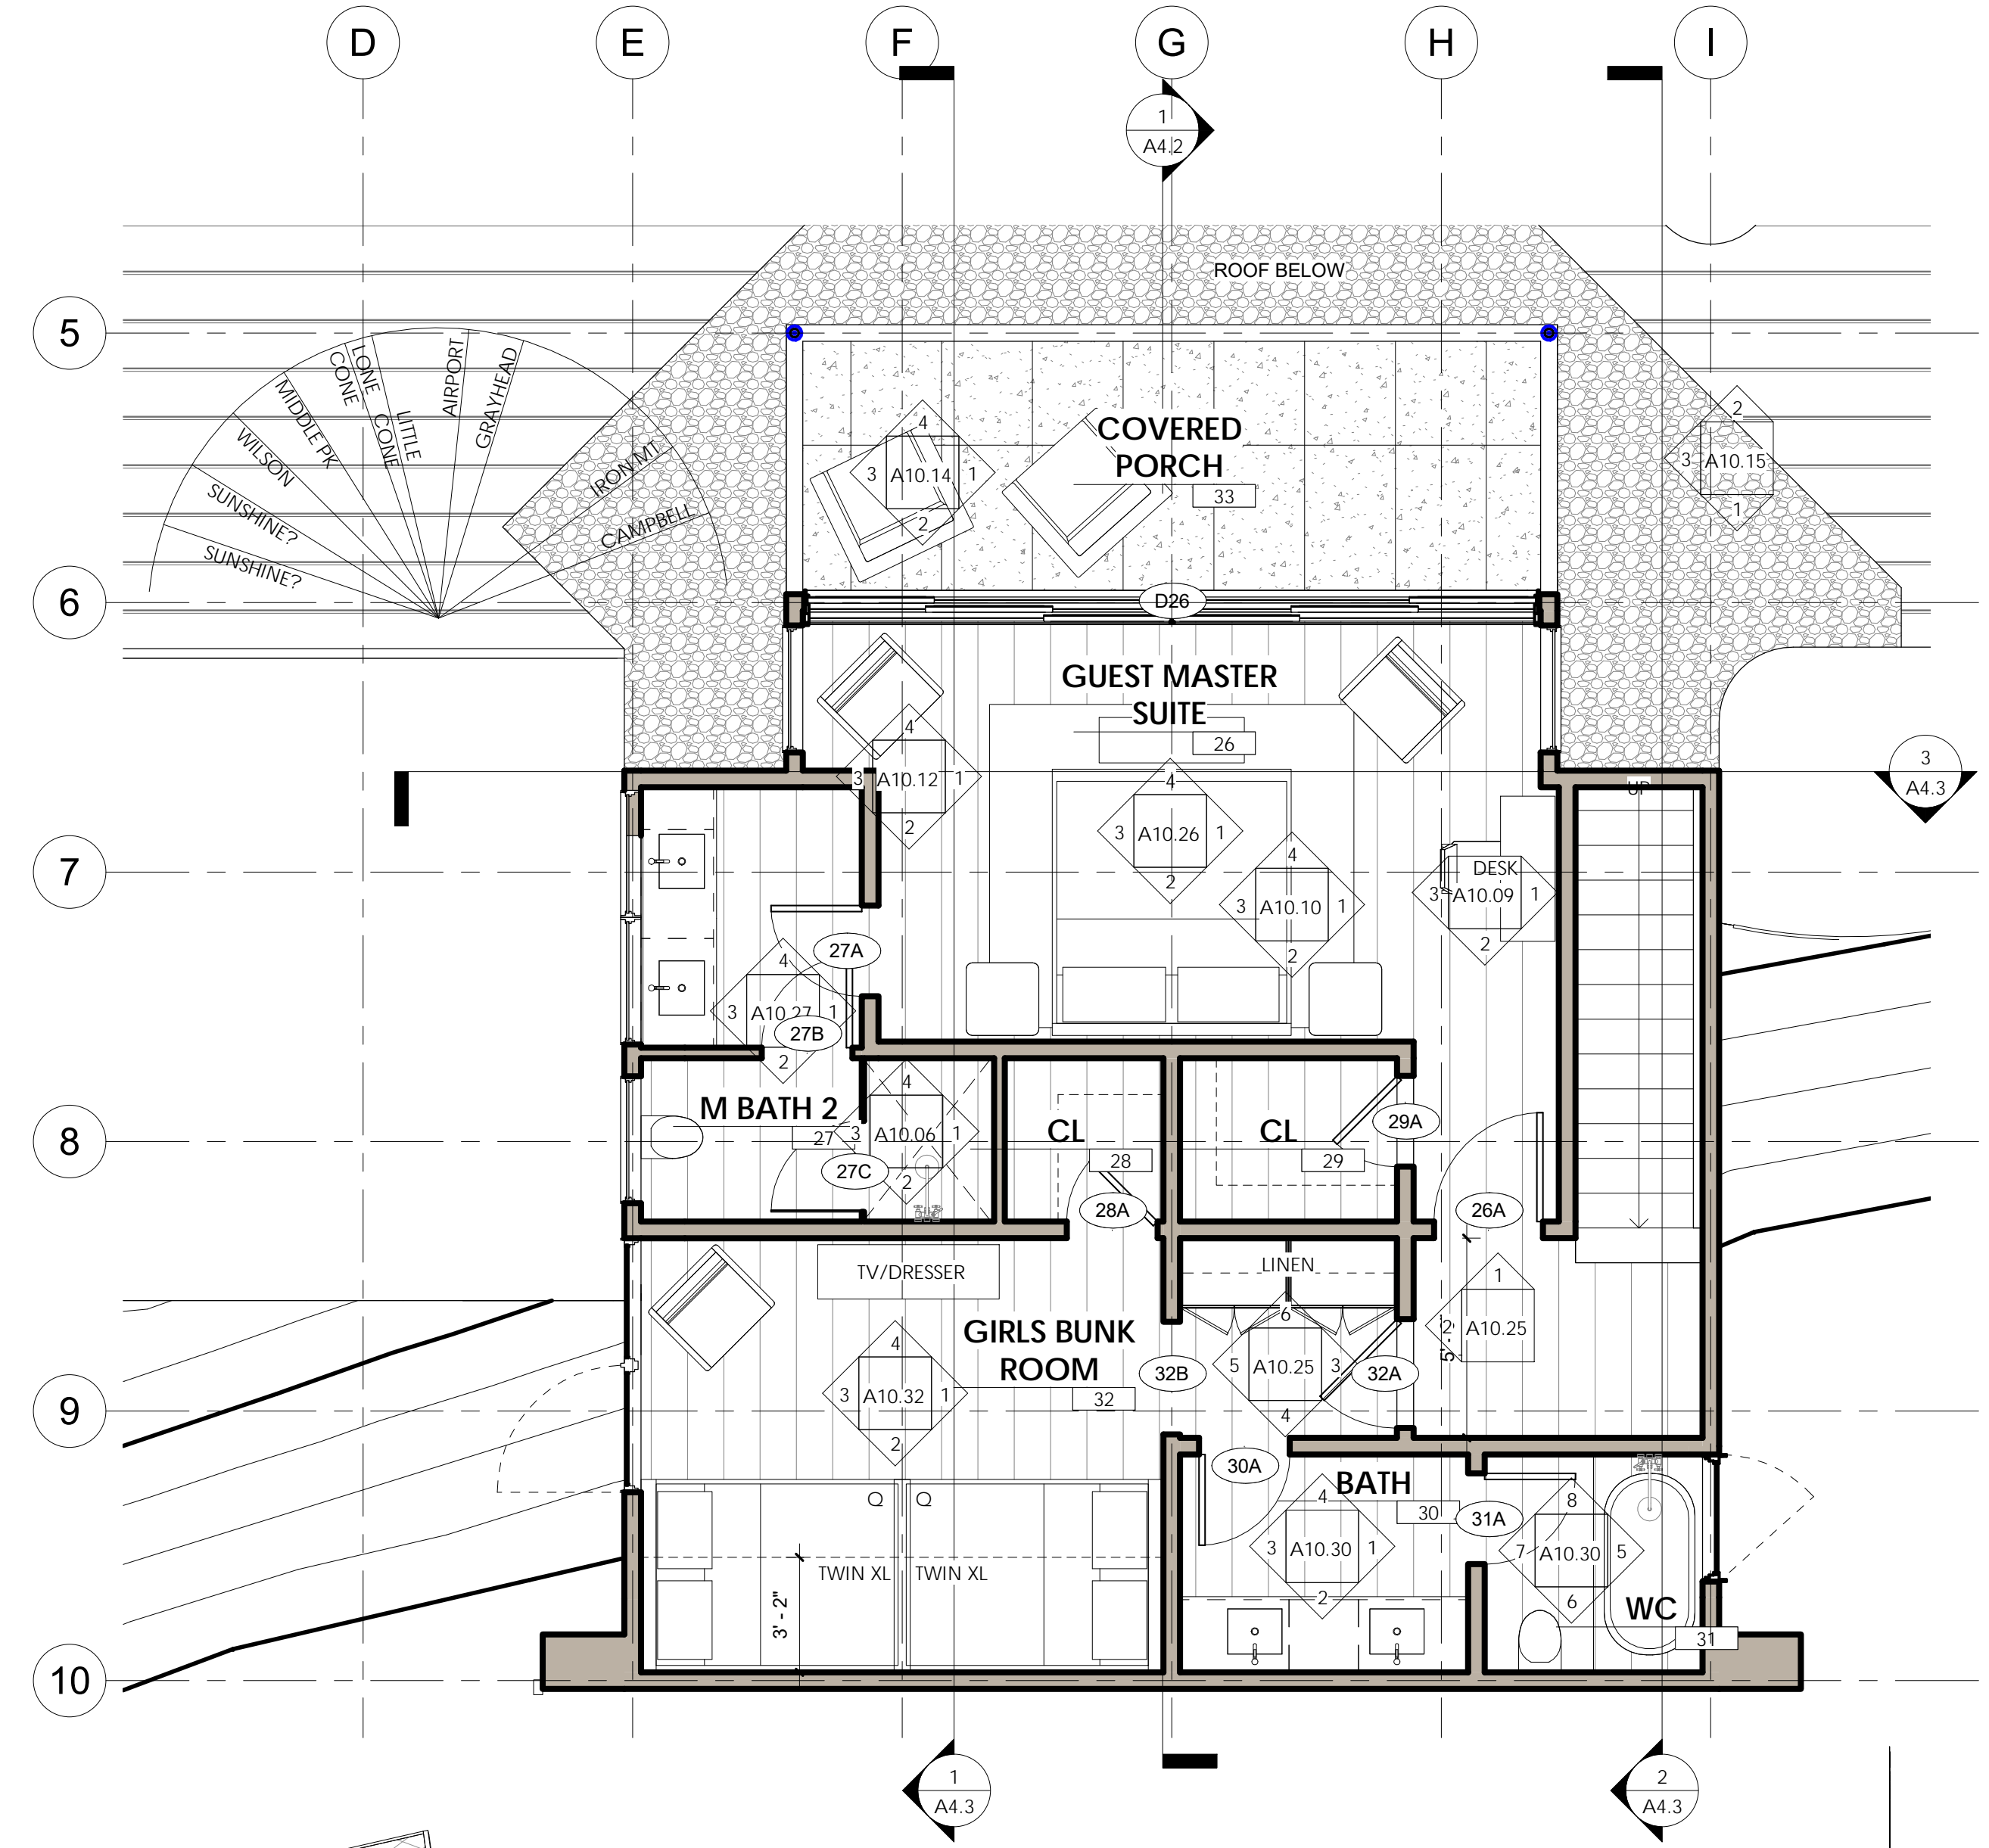 D
E
F
G
H
I
1
A4.2
ROOF BELOW
5
GRAYHEAD
AIRPORT
LITTLE CONE
LONE CONE
MIDDLE PK
WILSON
SUNSHINE?
SUNSHINE?
IRON MT.
CAMPBELL
COVERED
PORCH
33
4
3 A10.14 1
2
2
3 A10.15
1
6
D26
GUEST MASTER
SUITE
26
4
3 A10.12 1
2
4
3 A10.26 1
2
4
3 A10.10 1
2
DESK
3 A10.09 1
2
UP
3
A4.3
7
27A
4
3 A10.27 1
27B
2
M BATH 2
27
4
3 A10.06 1
2
27C
8
CL
28
28A
CL
29
29A
26A
TV/DRESSER
LINEN
GIRLS BUNK
ROOM
32
4
3 A10.32 1
2
32B
6
5 A10.25 3
4
32A
1
2 A10.25
5' -
9
30A
BATH
30
4
3 A10.30 1
2
31A
8
7 A10.30 5
6
WC
31
TWIN XL
TWIN XL
3' - 2"
10
1
A4.3
2
A4.3